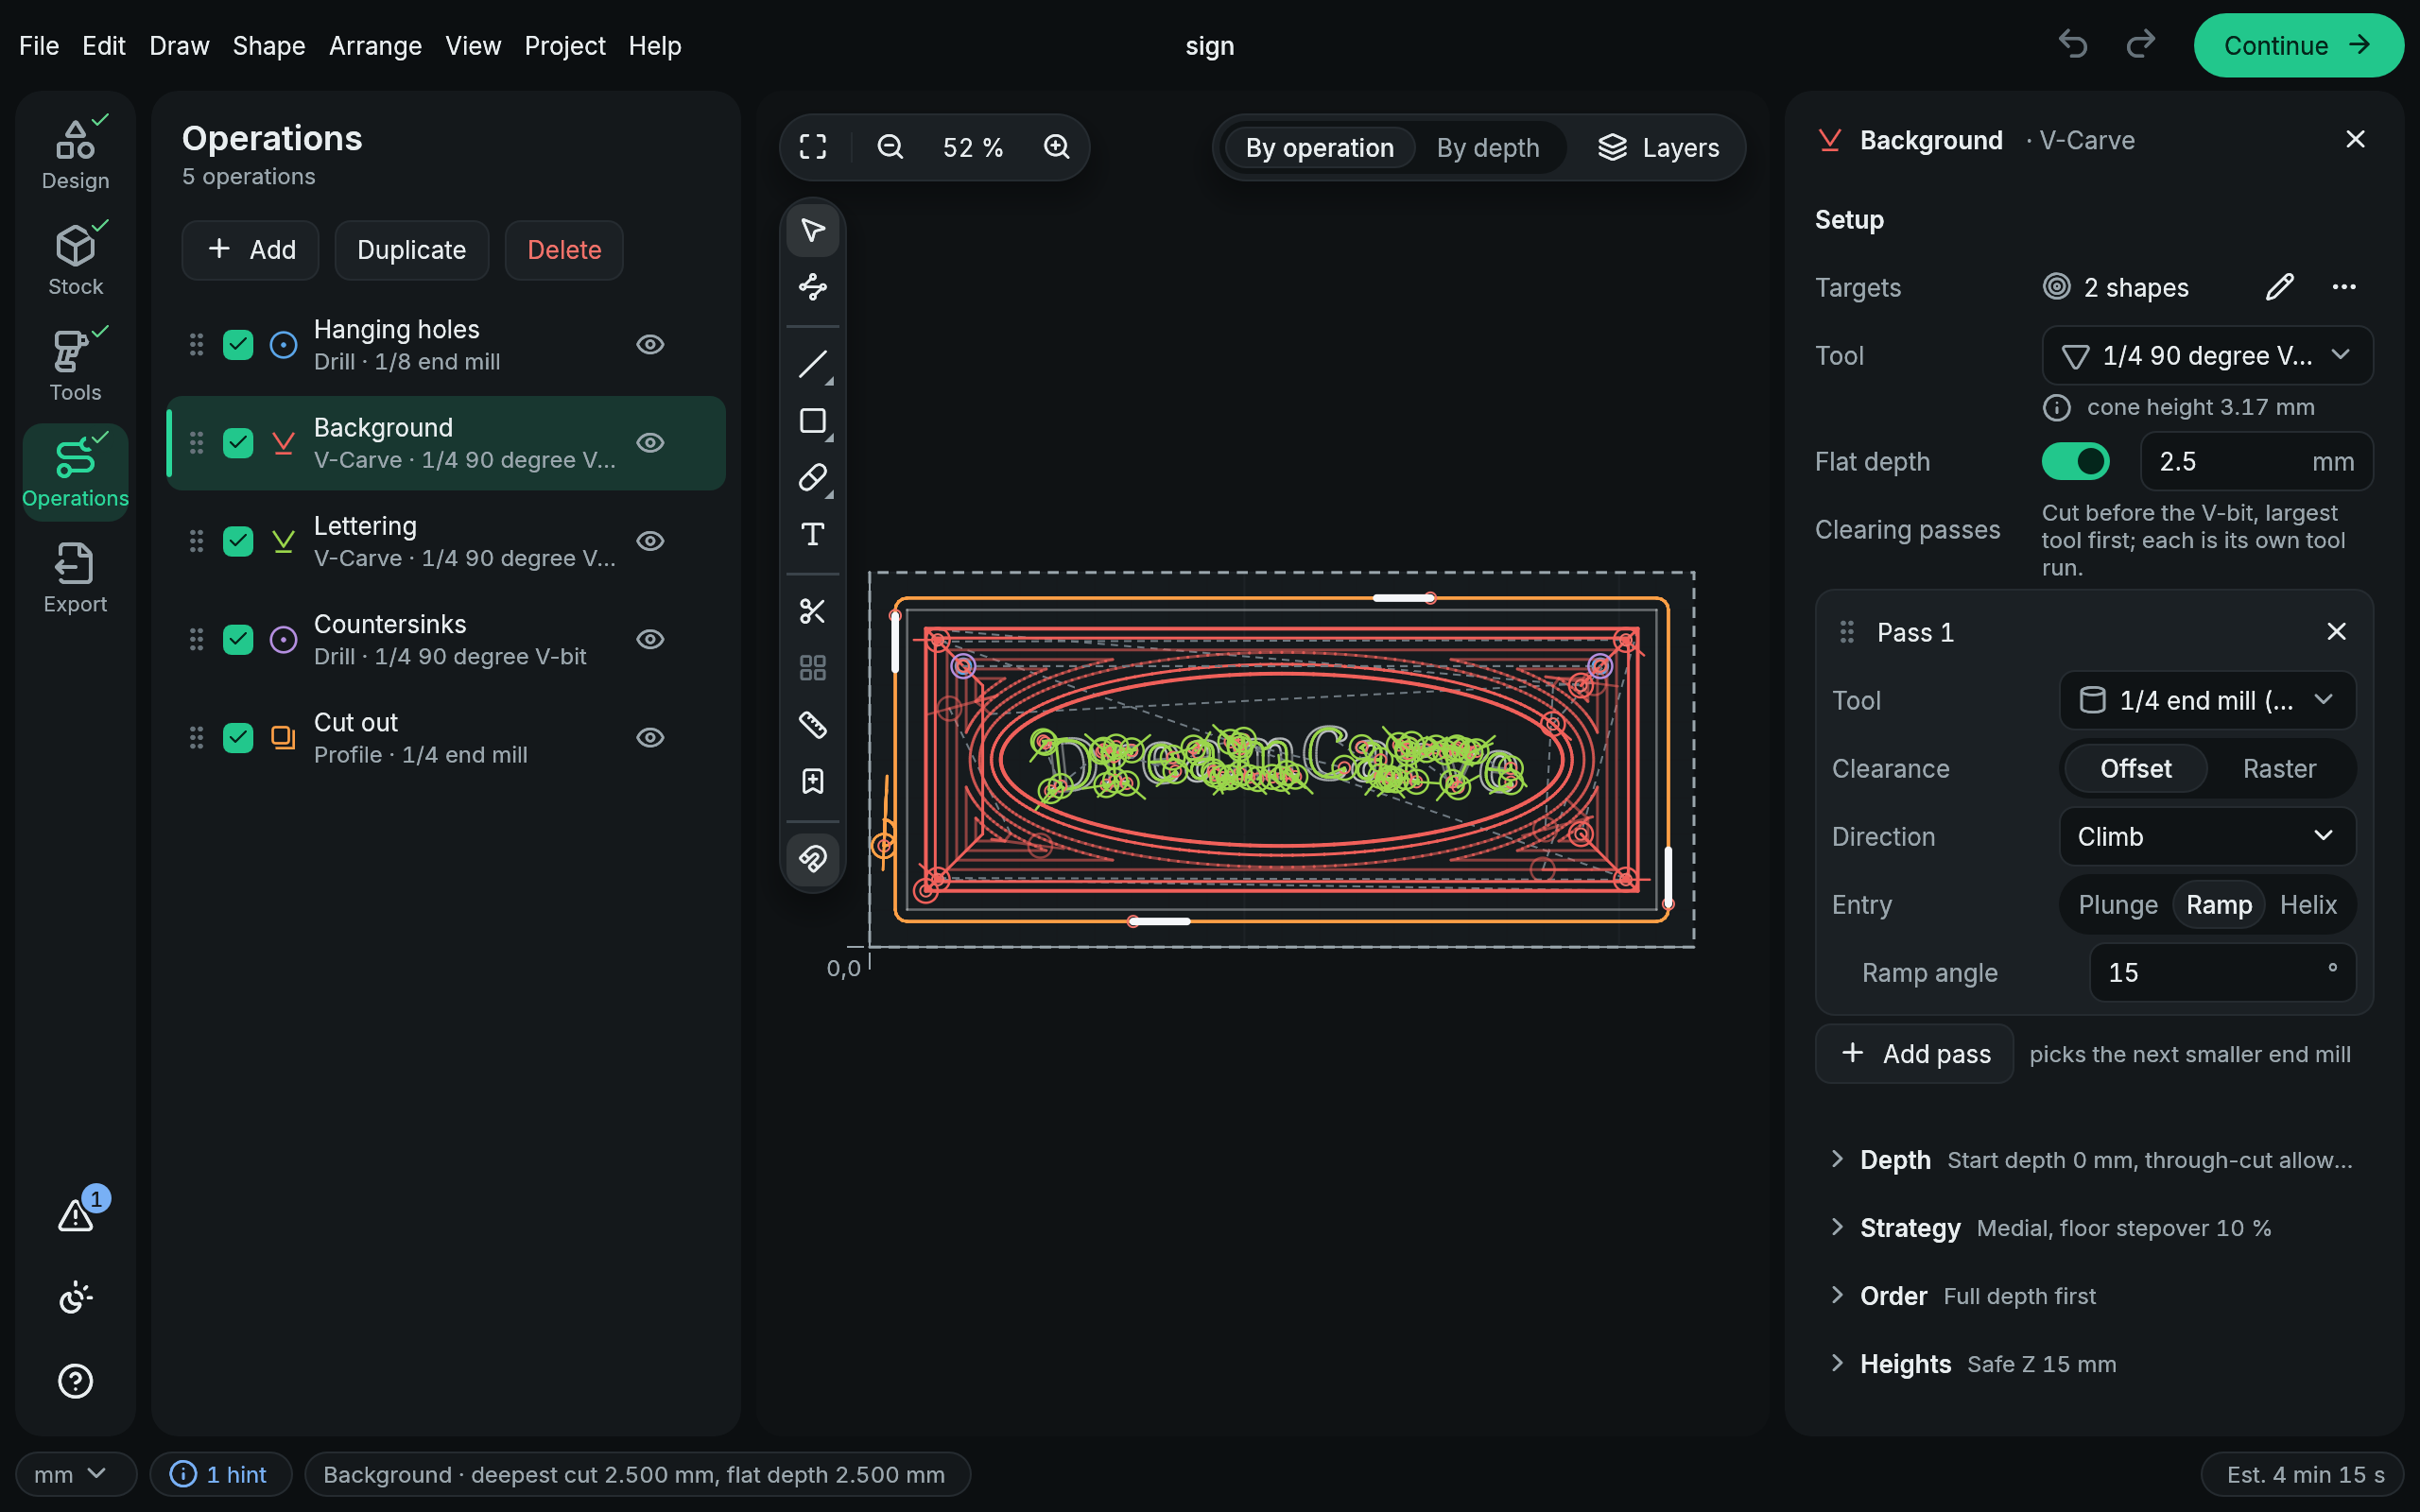 File Edit Draw Shape Arrange View Project Help
sign
Continue
Design
Stock
Tools
Operations
Export
1
Operations
5 operations
Add
Duplicate
Delete
Hanging holes
Drill · 1/8 end mill
Background
V-Carve · 1/4 90 degree V...
Lettering
V-Carve · 1/4 90 degree V...
Countersinks
Drill · 1/4 90 degree V-bit
Cut out
Profile · 1/4 end mill
52 %
By operation
By depth
Layers
0,0
Background · V-Carve
Setup
Targets
2 shapes
Tool
1/4 90 degree V...
cone height 3.17 mm
Flat depth
2.5 mm
Clearing passes
Cut before the V-bit, largest
tool first; each is its own tool
run.
Pass 1
Tool
1/4 end mill (...
Clearance
Offset Raster
Direction
Climb
Entry
Plunge Ramp Helix
Ramp angle
15 °
Add pass
picks the next smaller end mill
Depth Start depth 0 mm, through-cut allow...
Strategy Medial, floor stepover 10 %
Order Full depth first
Heights Safe Z 15 mm
mm
1 hint
Background · deepest cut 2.500 mm, flat depth 2.500 mm
Est. 4 min 15 s